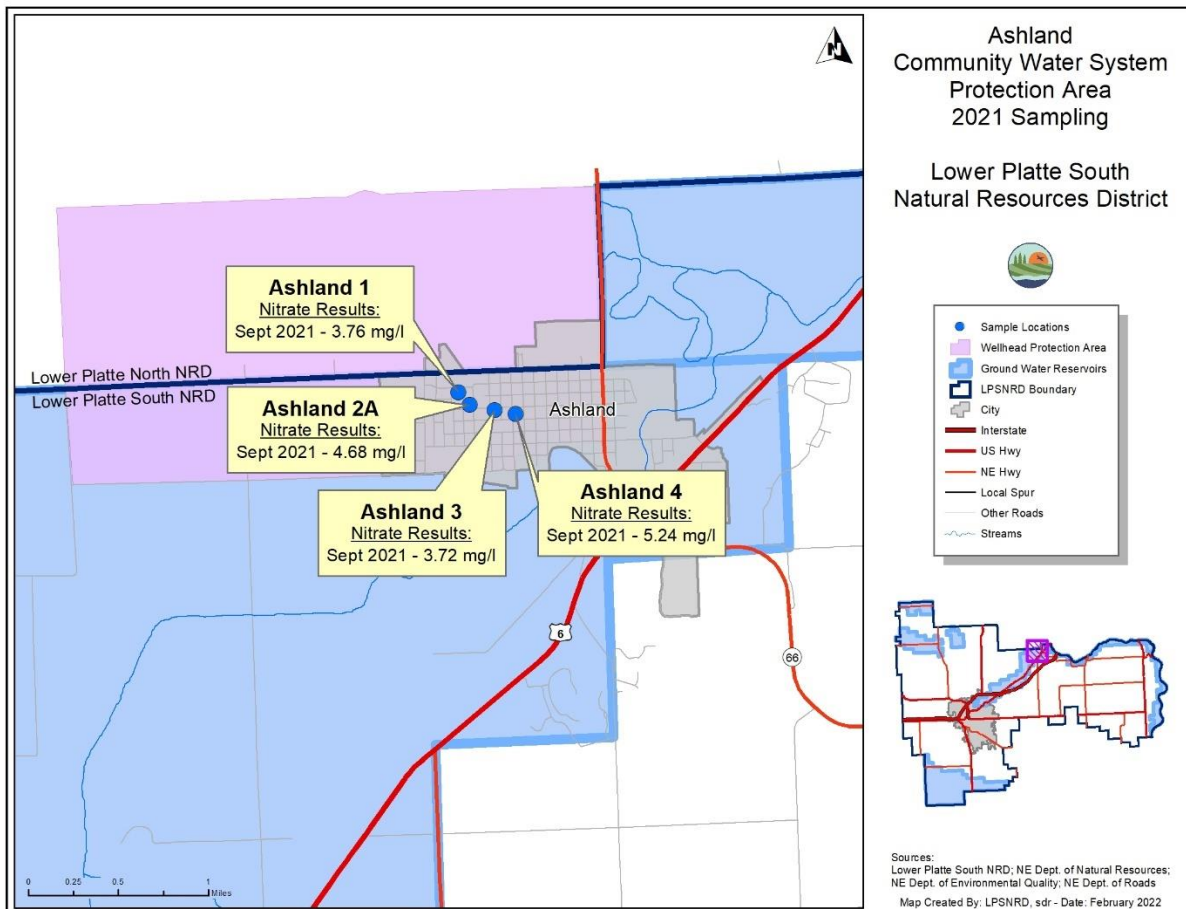 Ashland
Community Water System
Protection Area
2021 Sampling
Lower Platte South
Natural Resources District
N
Ashland 1
Nitrate Results:
Sept 2021 - 3.76 mg/l
Lower Platte North NRD
Lower Platte South NRD
Ashland 2A
Nitrate Results:
Sept 2021 - 4.68 mg/l
Ashland
Ashland 3
Nitrate Results:
Sept 2021 - 3.72 mg/l
Ashland 4
Nitrate Results:
Sept 2021 - 5.24 mg/l
6
66
0 0.25 0.5 1
Miles
Sample Locations
Wellhead Protection Area
Ground Water Reservoirs
LPSNRD Boundary
City
Interstate
US Hwy
NE Hwy
Local Spur
Other Roads
Streams
Sources:
Lower Platte South NRD; NE Dept. of Natural Resources;
NE Dept. of Environmental Quality; NE Dept. of Roads
Map Created By: LPSNRD, sdr - Date: February 2022